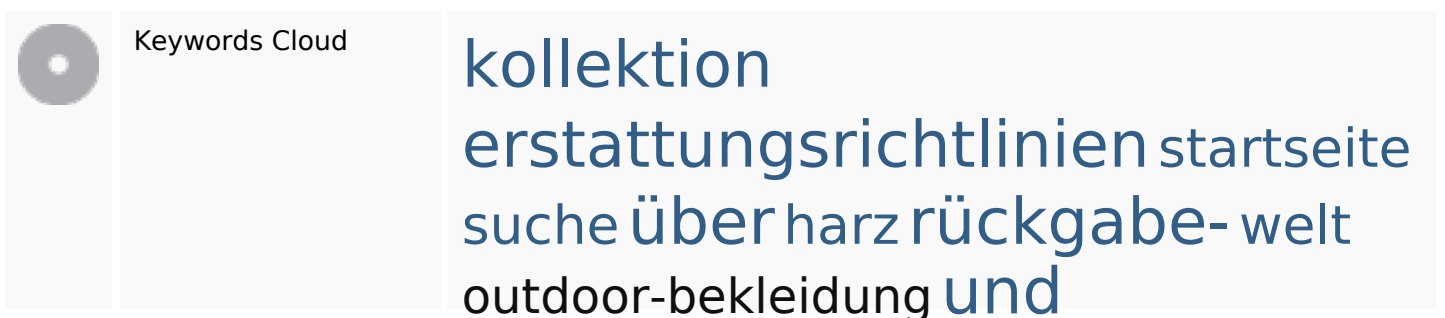 Keywords Cloud
kollektion
erstattungsrichtlinien startseite
suche über harz rückgabe- welt
outdoor-bekleidung und